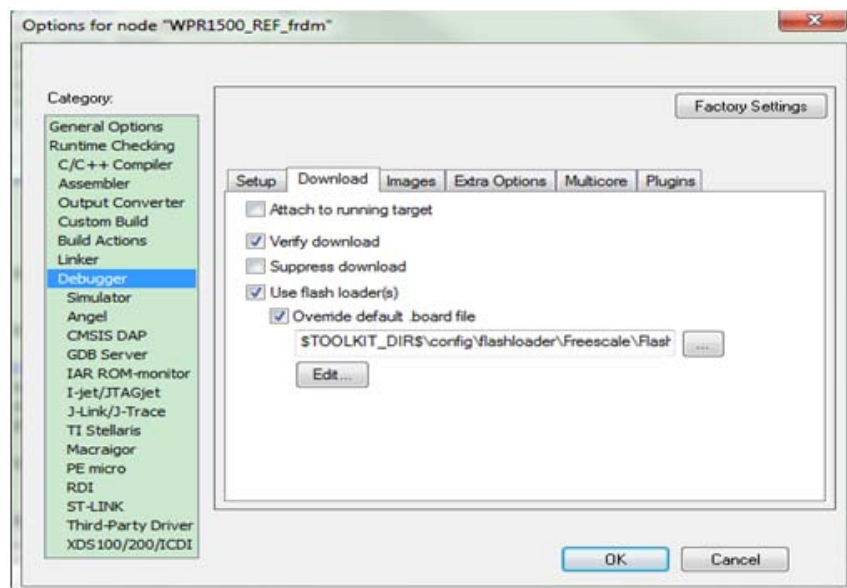 Options for node "WPR1500_REF_frdm"
Category:
General Options
Runtime Checking
C/C++ Compiler
Assembler
Output Converter
Custom Build
Build Actions
Linker
Debugger
Simulator
Angel
CMSIS DAP
GDB Server
IAR ROM-monitor
I-jet/JTAGjet
J-Link/J-Trace
TI Stellaris
Macraigor
PE micro
RDI
ST-LINK
Third-Party Driver
XDS100/200/ICDI
Factory Settings
Setup Download Images Extra Options Multicore Plugins
Attach to running target
Verify download
Suppress download
Use flash loader(s)
Override default .board file
$TOOLKIT_DIR$\config\flashloader\Freescale\Flash
...
Edit...
OK Cancel